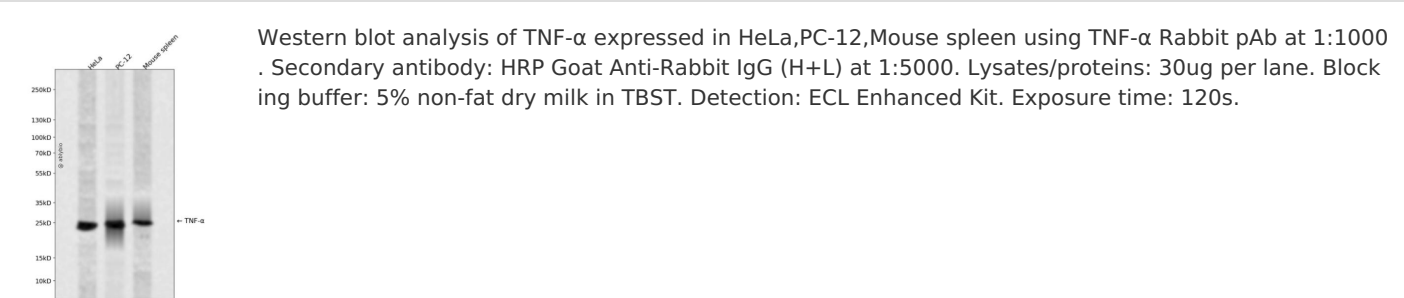 Western blot analysis of TNF-α expressed in HeLa,PC-12,Mouse spleen using TNF-α Rabbit pAb at 1:1000
. Secondary antibody: HRP Goat Anti-Rabbit IgG (H+L) at 1:5000. Lysates/proteins: 30ug per lane. Block
ing buffer: 5% non-fat dry milk in TBST. Detection: ECL Enhanced Kit. Exposure time: 120s.
HeLa
PC-12
Mouse spleen
250kD
130kD
100kD
70kD
55kD
35kD
25kD
15kD
10kD
← TNF-α
@ ablybio